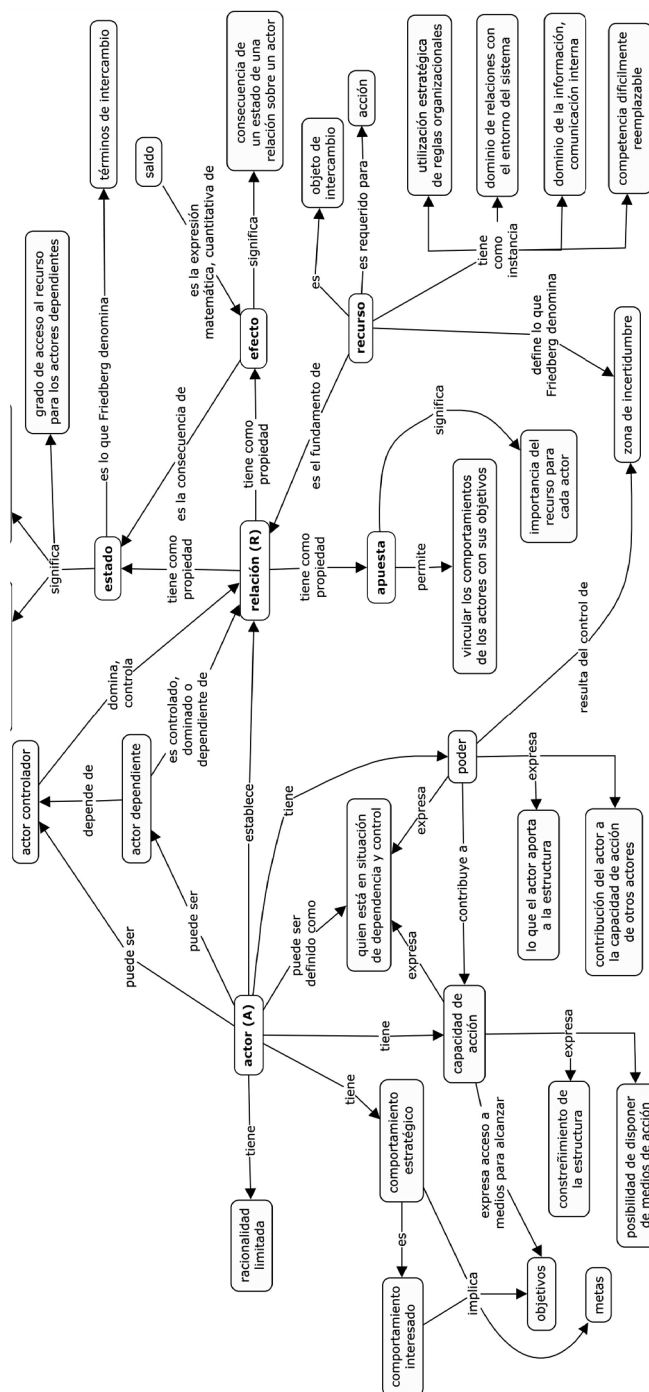 actor controlador
puede ser
depende de
domina,
controla
actor dependiente
puede ser
es controlado,
dominado o
dependiente de
significa
grado de acceso al recurso
para los actores dependientes
estado
es lo que Friedberg denomina
términos de intercambio
tiene como
propiedad
es la consecuencia de
saldo
es la expresión
matemática, cuantitativa de
racionalidad
limitada
tiene
actor (A)
establece
relación (R)
tiene como
propiedad
efecto
significa
consecuencia de
un estado de una
relación sobre un actor
tiene
puede ser
definido como
tiene
es el fundamento de
objeto de
intercambio
es
tiene como
propiedad
recurso
es requerido para
acción
comportamiento
estratégico
tiene
quien está en situación
de dependencia y control
apuesta
significa
es
expresa
expresa
permite
comportamiento
interesado
capacidad de
acción
contribuye a
poder
vincular los comportamientos
de los actores con sus objetivos
tiene
como
instancia
utilización estratégica
de reglas organizacionales
dominio de relaciones con
el entorno del sistema
dominio de la información,
comunicación interna
competencia dificilmente
reemplazable
implica
expresa acceso a
medios para alcanzar
expresa
importancia del
recurso para
cada actor
define lo que
Friedberg denomina
objetivos
constreñimiento de
la estructura
expresa
lo que el actor aporta
a la estructura
resulta del control de
metas
posibilidad de disponer
de medios de acción
contribución del actor a
la capacidad de acción
de otros actores
expresa
zona de incertidumbre